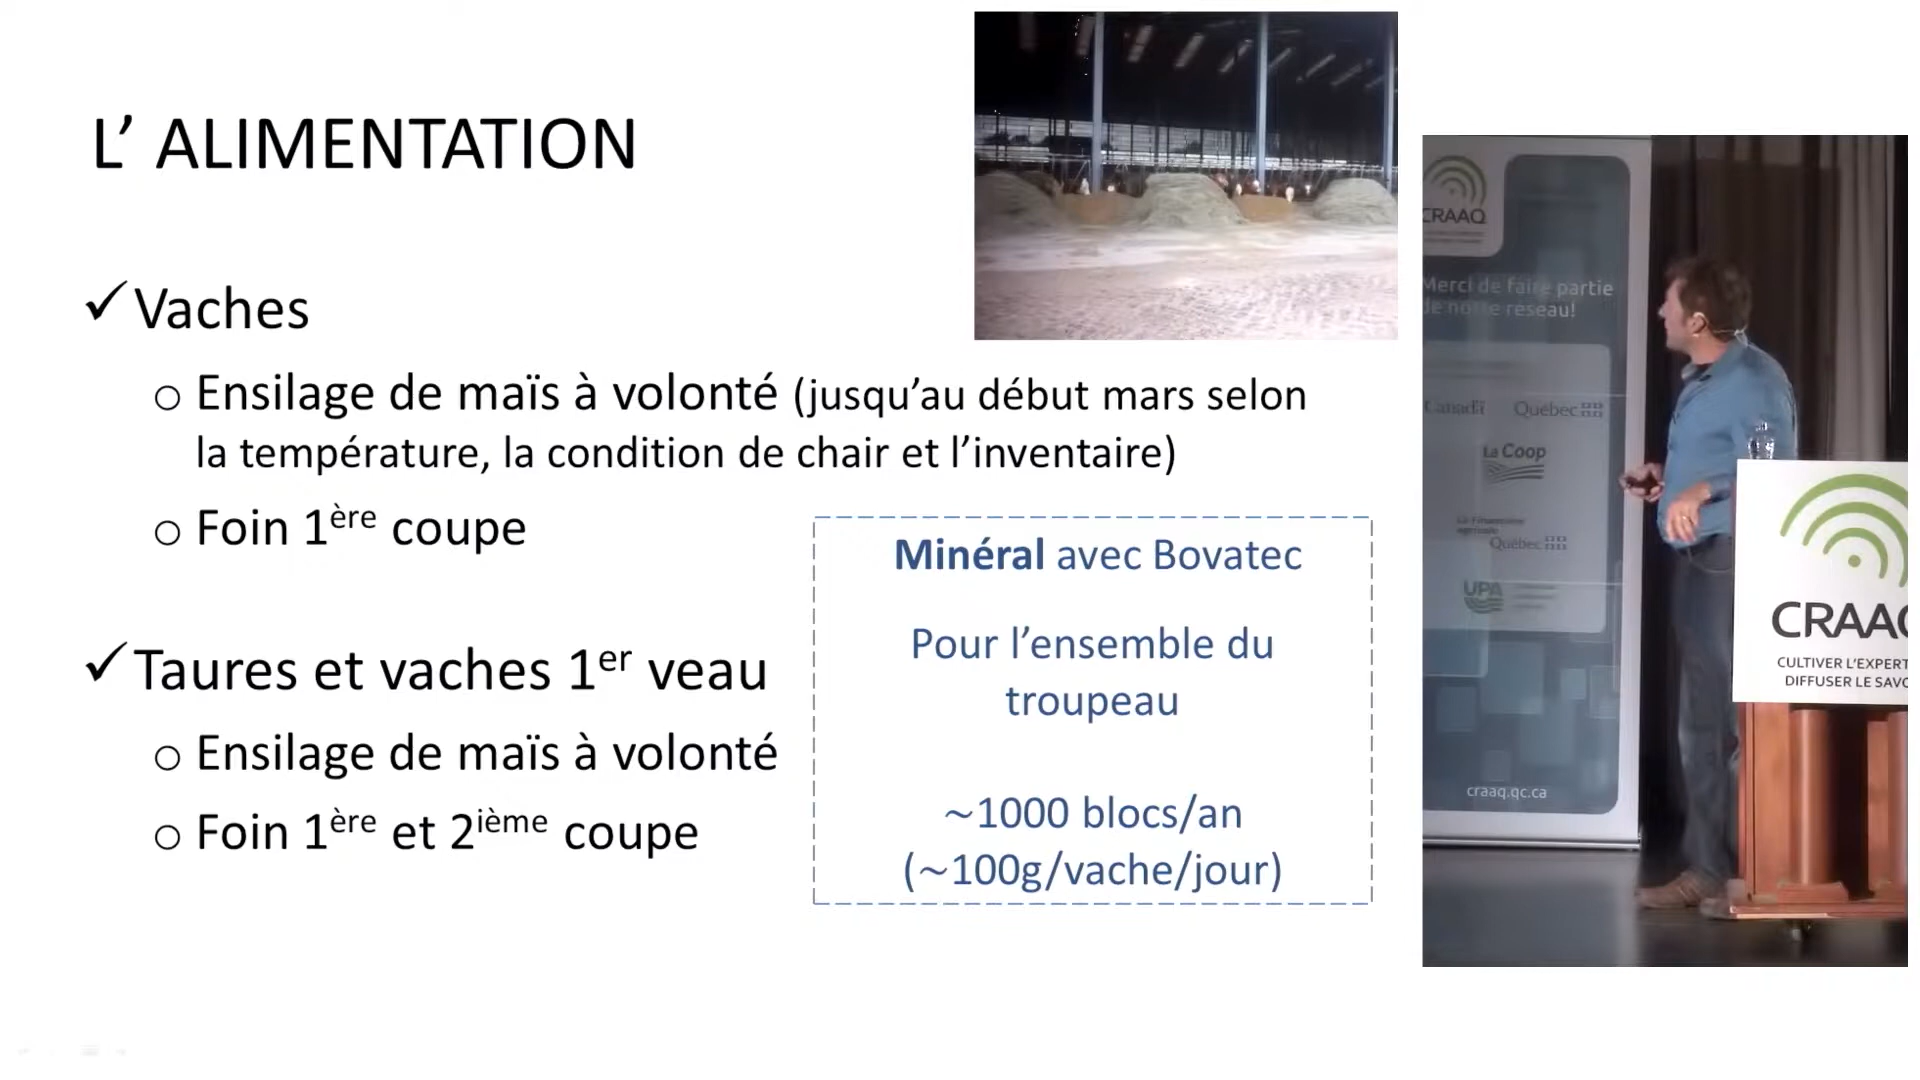 L’ ALIMENTATION
✓Vaches
o Ensilage de maïs à volonté (jusqu’au début mars selon
la température, la condition de chair et l’inventaire)
o Foin 1ère coupe
✓Taures et vaches 1er veau
o Ensilage de maïs à volonté
o Foin 1ère et 2ième coupe
Minéral avec Bovatec
Pour l’ensemble du
troupeau
~1000 blocs/an
(~100g/vache/jour)
CRAAQ
Merci de faire partie
de notre réseau!
Canada Québec
La Coop
La Financière
agricole
Québec
UPA
craaq.qc.ca
CRAAQ
CULTIVER L’EXPERT
DIFFUSER LE SAVO